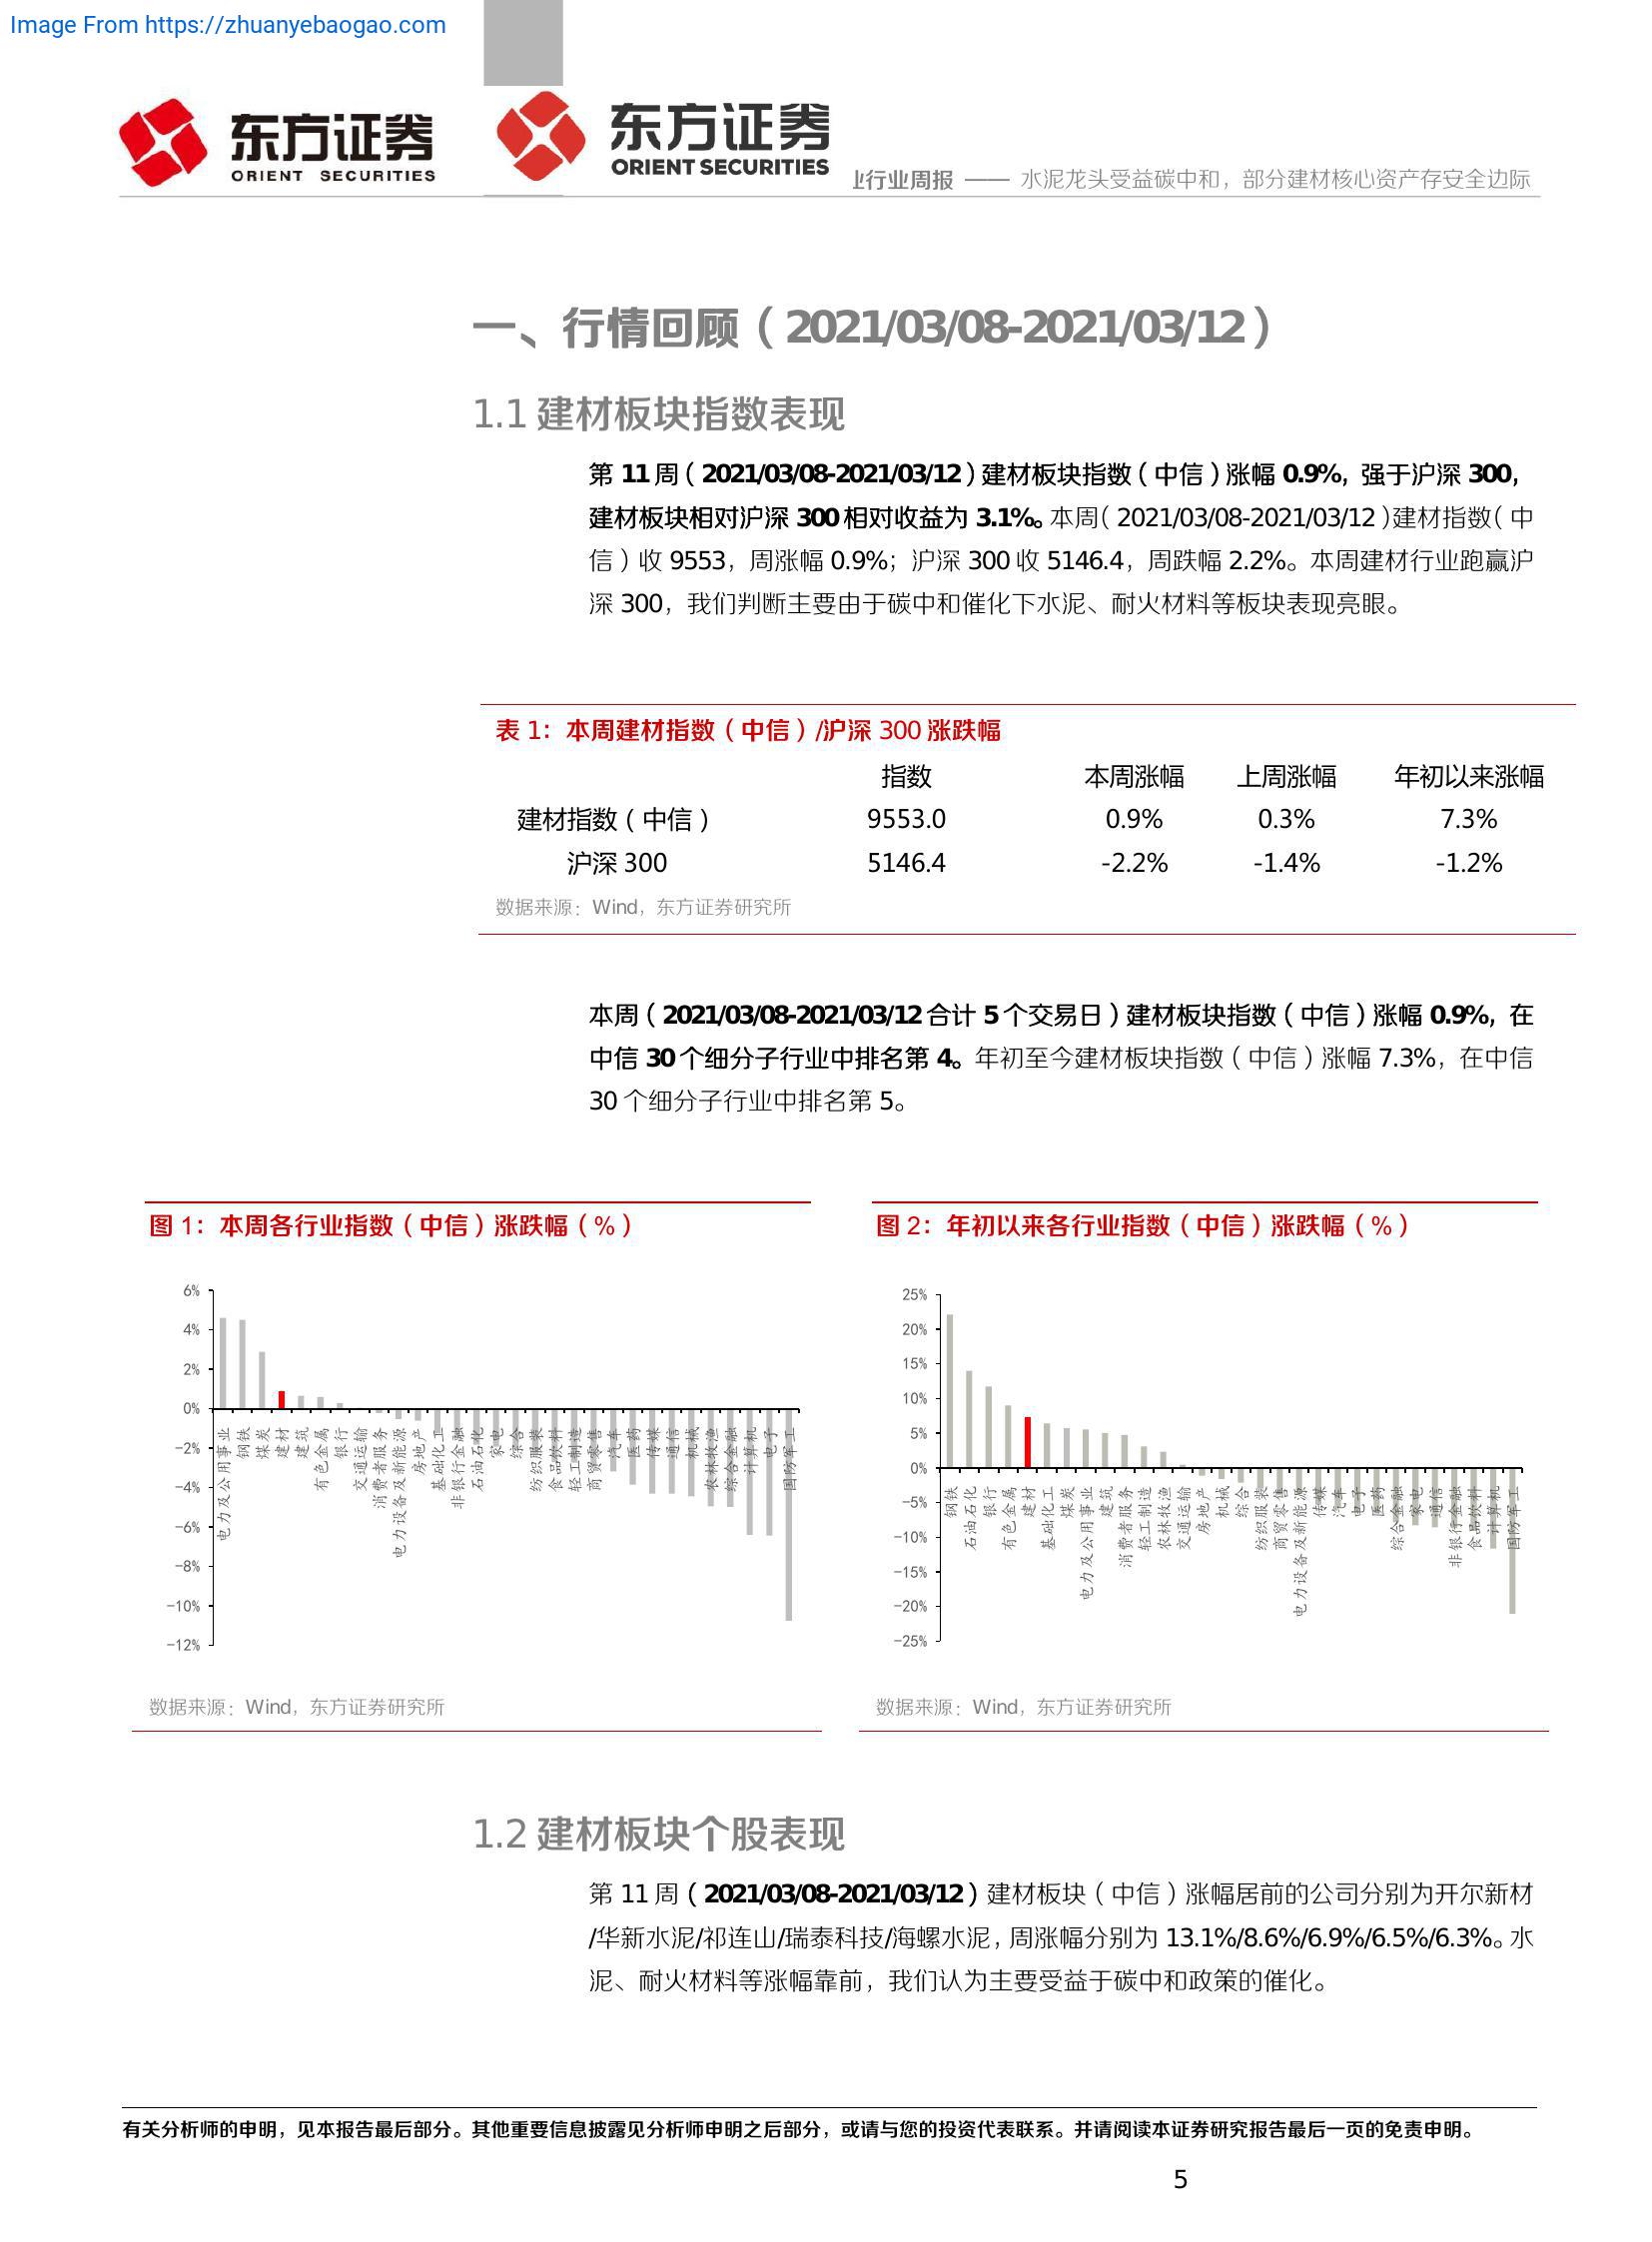 Image From https://zhuanyebaogao.com
东方证券
ORIENT SECURITIES
东方证券
ORIENT SECURITIES
业行业周报 —— 水泥龙头受益碳中和，部分建材核心资产存安全边际
一、行情回顾（2021/03/08-2021/03/12）
1.1 建材板块指数表现
第 11 周（2021/03/08-2021/03/12）建材板块指数（中信）涨幅 0.9%，强于沪深 300，
建材板块相对沪深 300 相对收益为 3.1%。本周（2021/03/08-2021/03/12）建材指数（中
信）收 9553，周涨幅 0.9%；沪深 300 收 5146.4，周跌幅 2.2%。本周建材行业跑赢沪
深 300，我们判断主要由于碳中和催化下水泥、耐火材料等板块表现亮眼。
表 1：本周建材指数（中信）/沪深 300 涨跌幅
指数 本周涨幅 上周涨幅 年初以来涨幅
建材指数（中信） 9553.0 0.9% 0.3% 7.3%
沪深 300 5146.4 -2.2% -1.4% -1.2%
数据来源：Wind，东方证券研究所
本周（2021/03/08-2021/03/12 合计 5 个交易日）建材板块指数（中信）涨幅 0.9%，在
中信 30 个细分子行业中排名第 4。年初至今建材板块指数（中信）涨幅 7.3%，在中信
30 个细分子行业中排名第 5。
图 1：本周各行业指数（中信）涨跌幅（%）
6%
4%
2%
0%
-2%
-4%
-6%
-8%
-10%
-12%
电力及公用事业
钢铁
煤炭
建材
建筑
有色金属
银行
交通运输
消费者服务
电力设备及新能源
房地产
基础化工
非银行金融
石油石化
家电
综合
纺织服装
食品饮料
轻工制造
商贸零售
汽车
医药
传媒
通信
机械
农林牧渔
综合金融
计算机
电子
国防军工
数据来源：Wind，东方证券研究所
图 2：年初以来各行业指数（中信）涨跌幅（%）
25%
20%
15%
10%
5%
0%
-5%
-10%
-15%
-20%
-25%
钢铁
石油石化
银行
有色金属
建材
基础化工
煤炭
电力及公用事业
建筑
消费者服务
轻工制造
农林牧渔
交通运输
房地产
机械
综合
纺织服装
商贸零售
电力设备及新能源
传媒
汽车
电子
医药
综合金融
家电
通信
非银行金融
食品饮料
计算机
国防军工
数据来源：Wind，东方证券研究所
1.2 建材板块个股表现
第 11 周（2021/03/08-2021/03/12）建材板块（中信）涨幅居前的公司分别为开尔新材
/华新水泥/祁连山/瑞泰科技/海螺水泥，周涨幅分别为 13.1%/8.6%/6.9%/6.5%/6.3%。水
泥、耐火材料等涨幅靠前，我们认为主要受益于碳中和政策的催化。
有关分析师的申明，见本报告最后部分。其他重要信息披露见分析师申明之后部分，或请与您的投资代表联系。并请阅读本证券研究报告最后一页的免责申明。
5